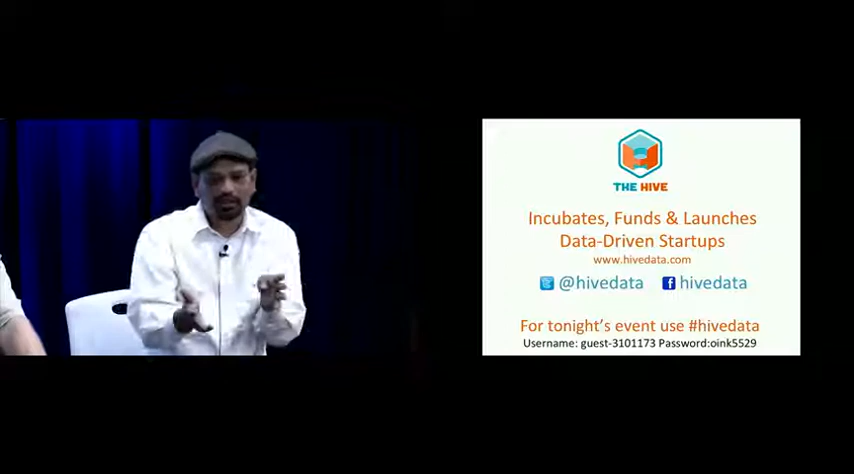 THE HIVE
Incubates, Funds & Launches
Data-Driven Startups
www.hivedata.com
@hivedata hivedata
For tonight's event use #hivedata
Username: guest-3101173 Password:oink5529